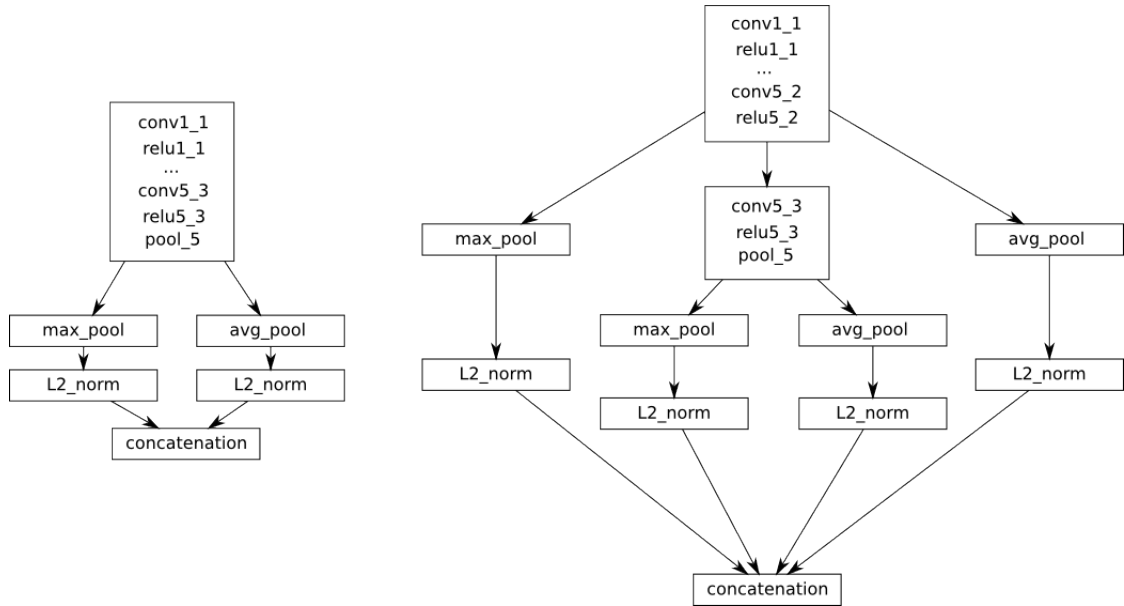 conv1_1
relu1_1
...
conv5_3
relu5_3
pool_5
max_pool
avg_pool
L2_norm
L2_norm
concatenation
conv1_1
relu1_1
...
conv5_2
relu5_2
conv5_3
relu5_3
pool_5
max_pool
avg_pool
max_pool
avg_pool
L2_norm
L2_norm
L2_norm
L2_norm
concatenation